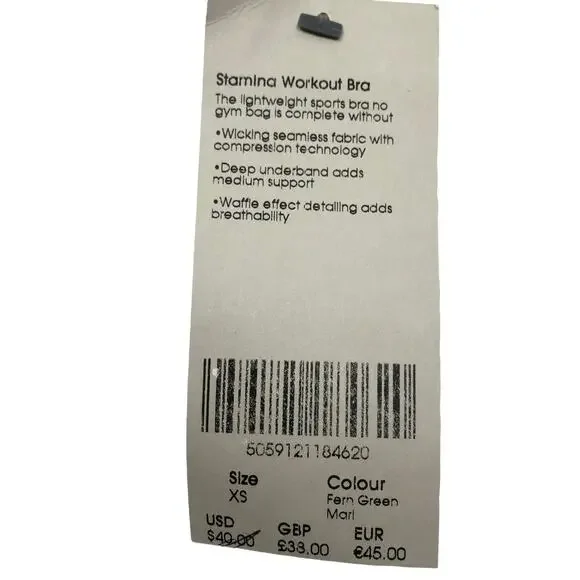 Stamina Workout Bra
The lightweight sports bra no
gym bag is complete without
•Wicking seamless fabric with
compression technology
•Deep underband adds
medium support
•Waffle effect detailing adds
breathability
5059121184620
Size
XS
Colour
Fern Green
Marl
USD
$40.00
GBP
£38.00
EUR
€45.00